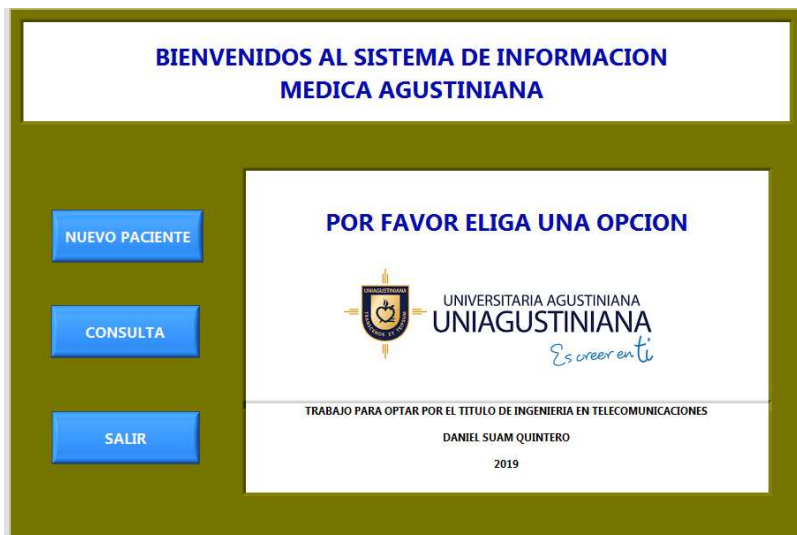 BIENVENIDOS AL SISTEMA DE INFORMACION
MEDICA AGUSTINIANA
NUEVO PACIENTE
CONSULTA
SALIR
POR FAVOR ELIGA UNA OPCION
UNIAGUSTINIANA
UNIVERSITARIA AGUSTINIANA
UNIAGUSTINIANA
Es creer en ti
TRABAJO PARA OPTAR POR EL TITULO DE INGENIERIA EN TELECOMUNICACIONES
DANIEL SUAM QUINTERO
2019